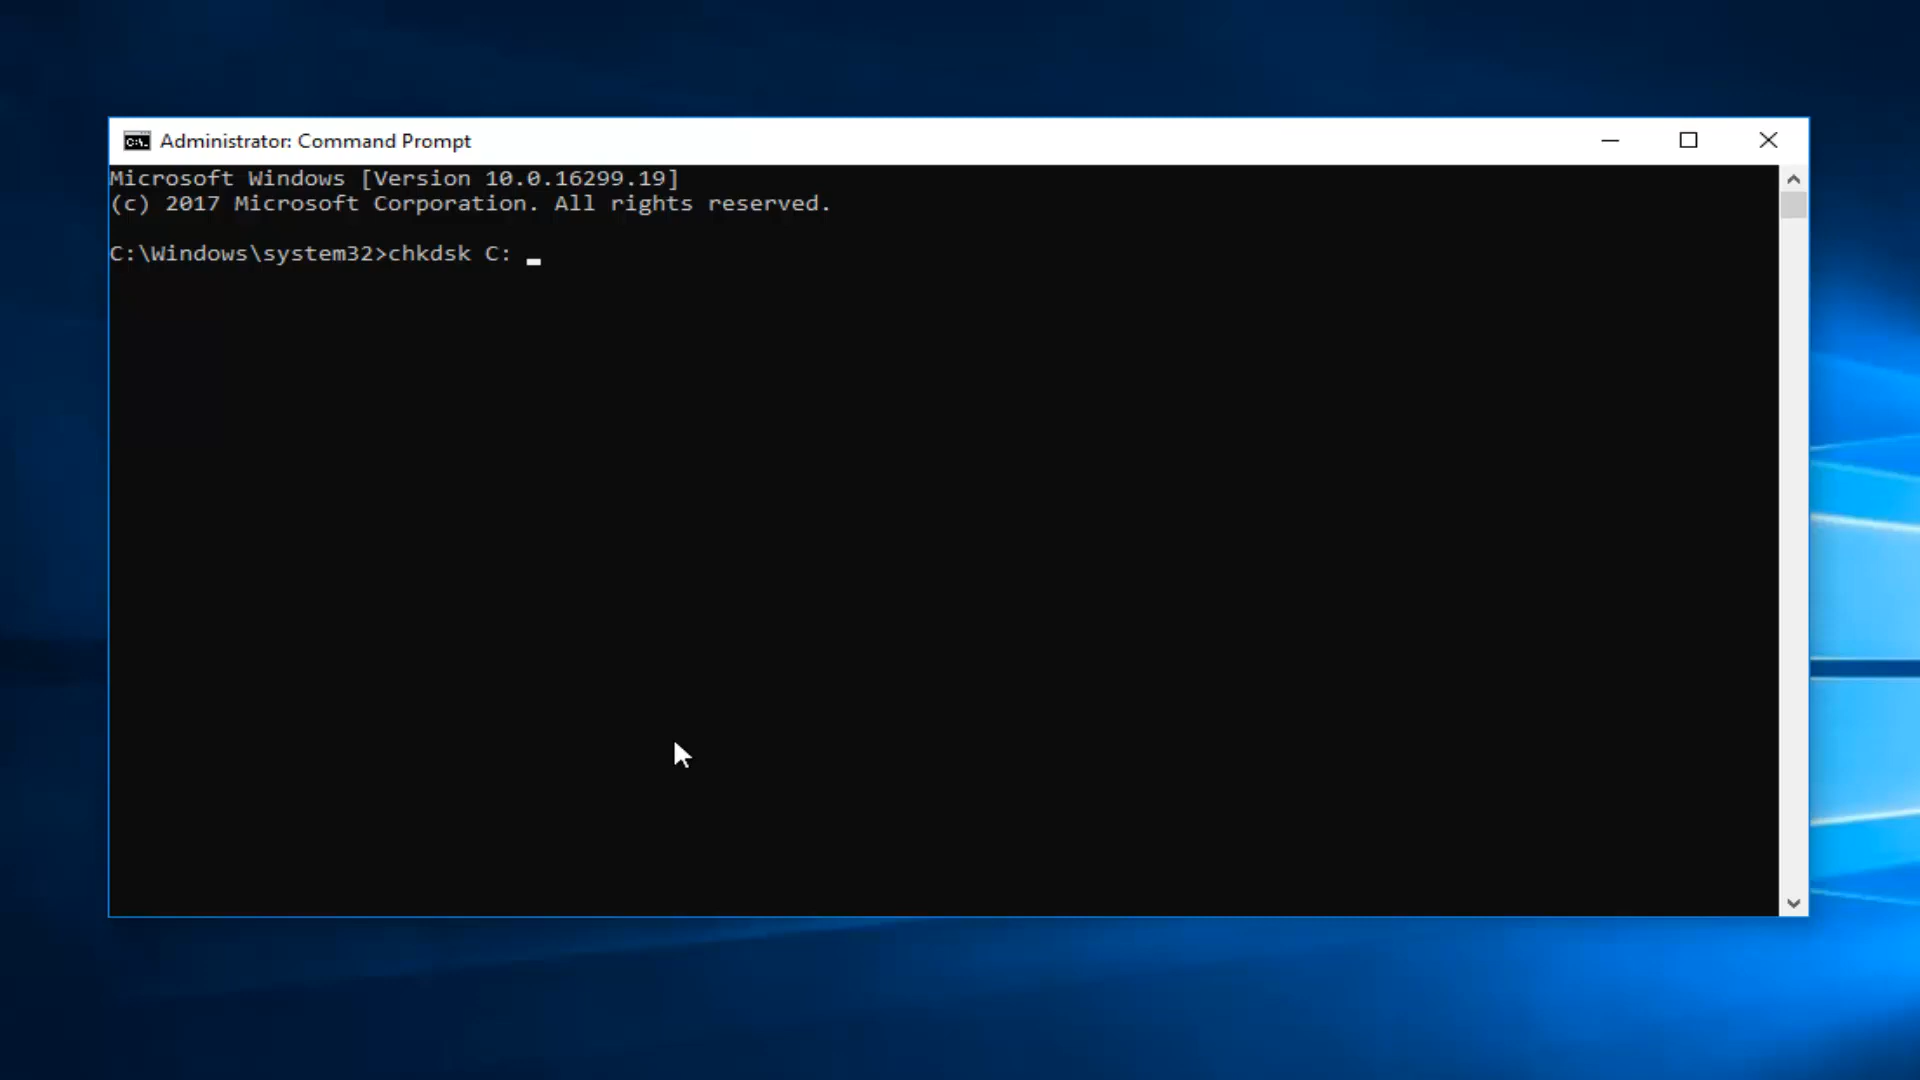 Administrator: Command Prompt
Microsoft Windows [Version 10.0.16299.19]
(c) 2017 Microsoft Corporation. All rights reserved.
C:\Windows\system32>chkdsk C: